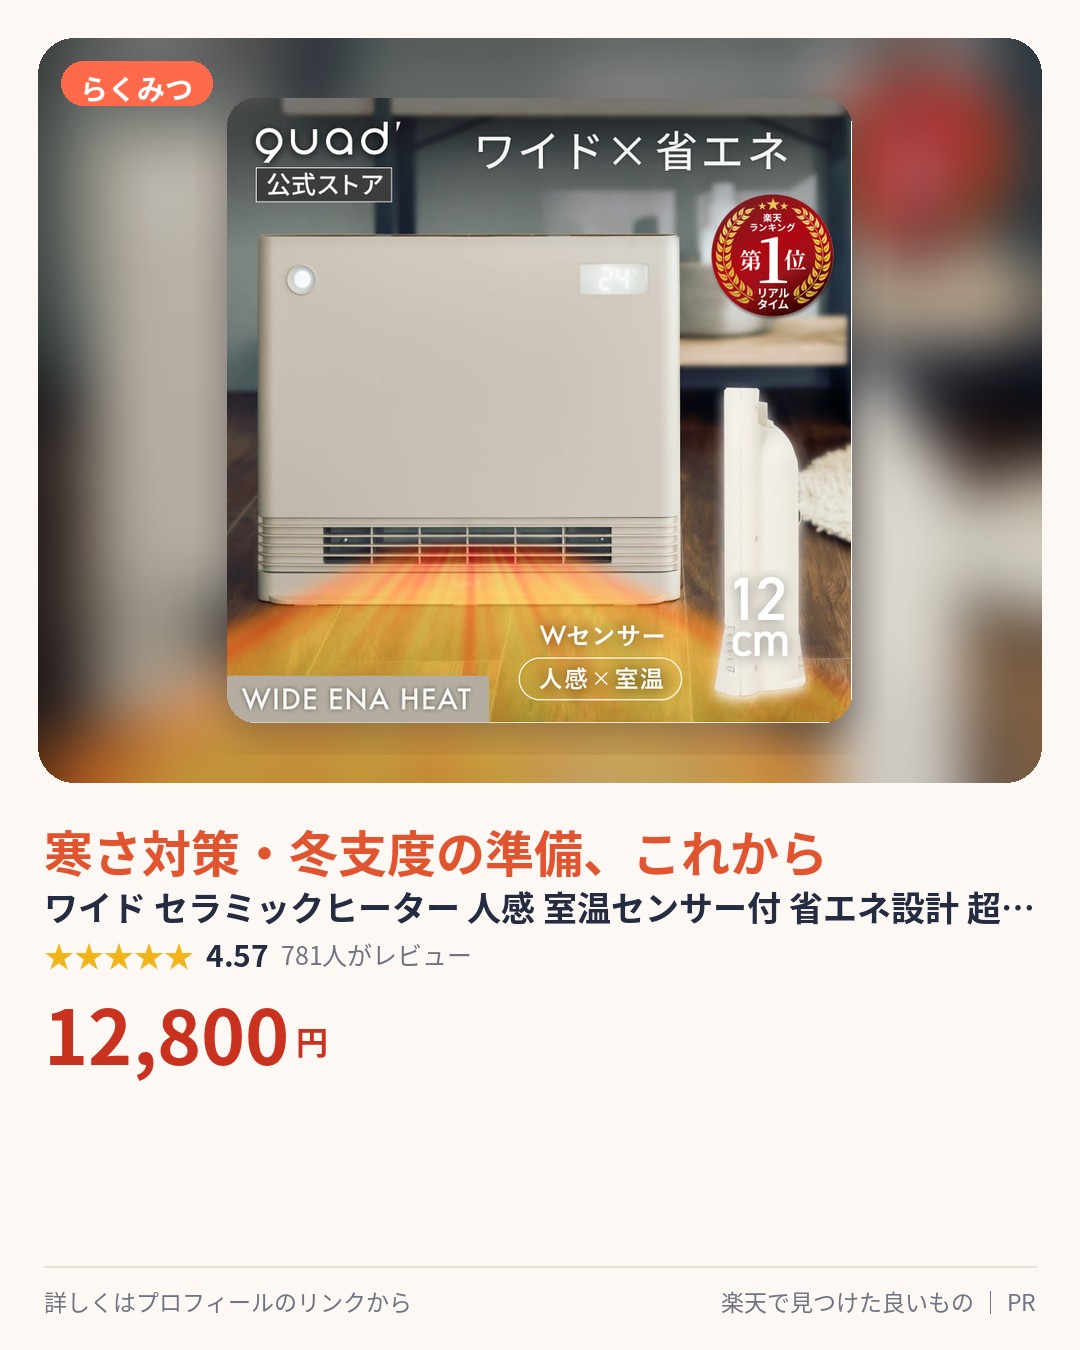 らくみつ
quads
公式ストア
ワイド×省エネ
楽天
ランキング
第1位
リアル
タイム
24
12
cm
Wセンサー
人感×室温
WIDE ENA HEAT
寒さ対策・冬支度の準備、これから
ワイド セラミックヒーター 人感 室温センサー付 省エネ設計 超…
★★★★★ 4.57 781人がレビュー
12,800円
詳しくはプロフィールのリンクから
楽天で見つけた良いもの | PR